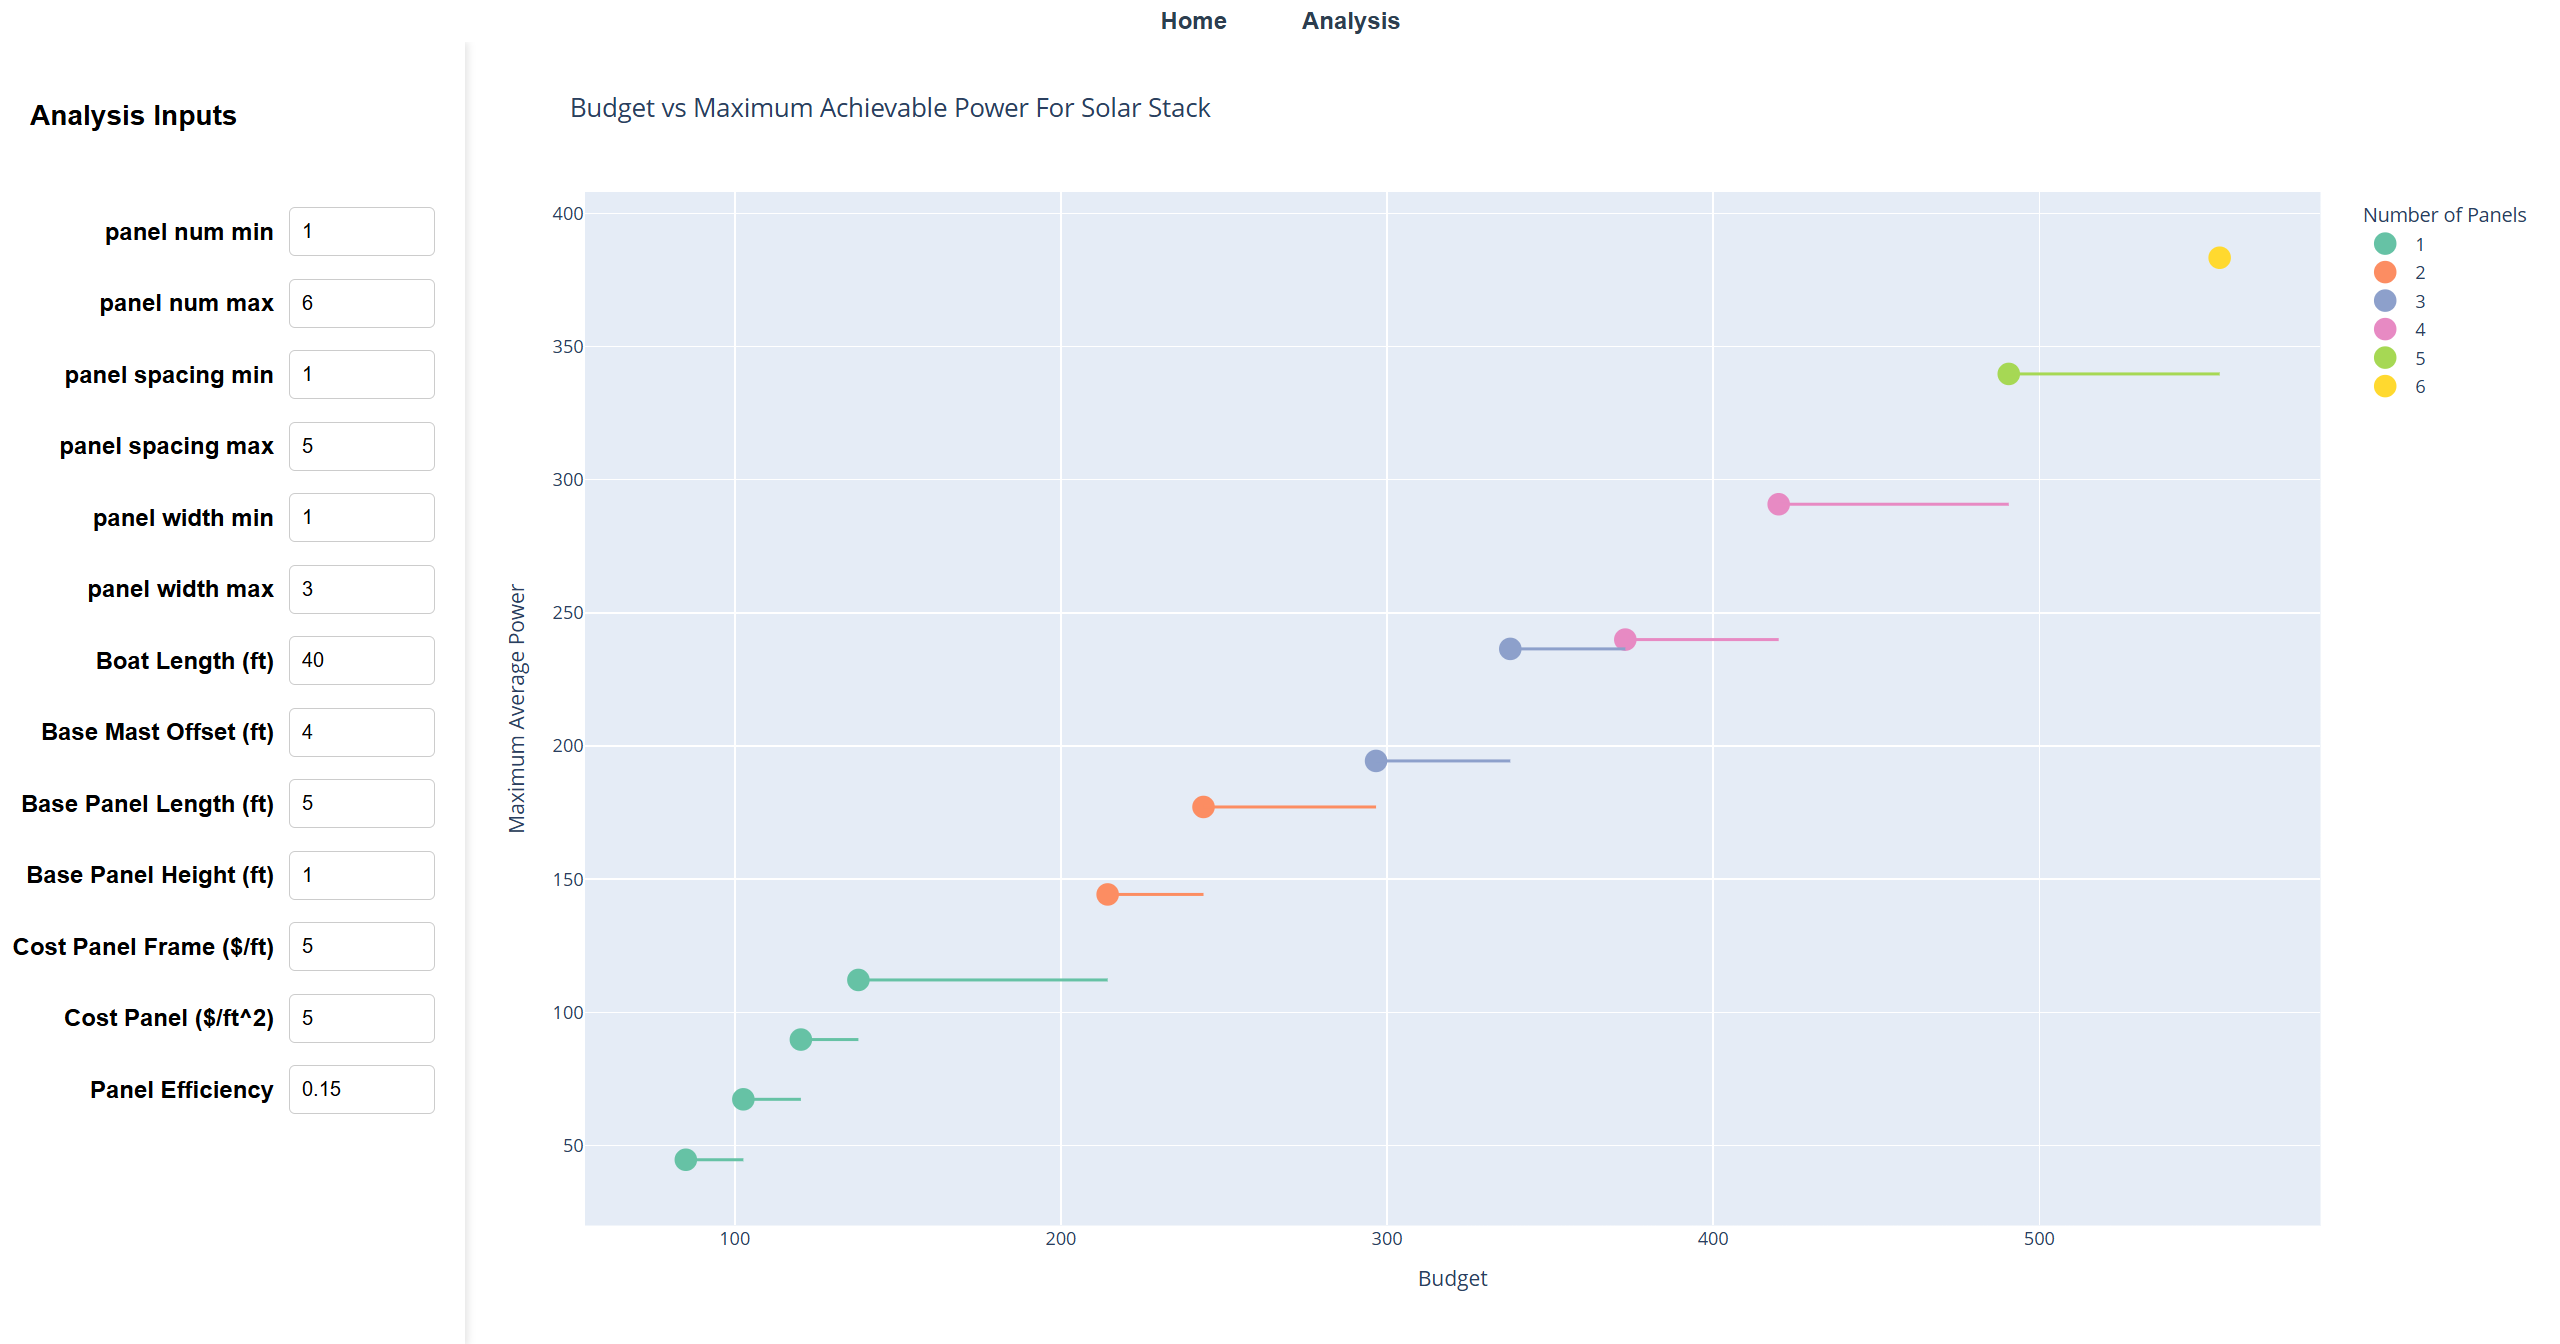 Home Analysis
Analysis Inputs
panel num min 1
panel num max 6
panel spacing min 1
panel spacing max 5
panel width min 1
panel width max 3
Boat Length (ft) 40
Base Mast Offset (ft) 4
Base Panel Length (ft) 5
Base Panel Height (ft) 1
Cost Panel Frame ($/ft) 5
Cost Panel ($/ft^2) 5
Panel Efficiency 0.15
Budget vs Maximum Achievable Power For Solar Stack
Maximum Average Power
400
350
300
250
200
150
100
50
100 200 300 400 500
Budget
Number of Panels
1
2
3
4
5
6